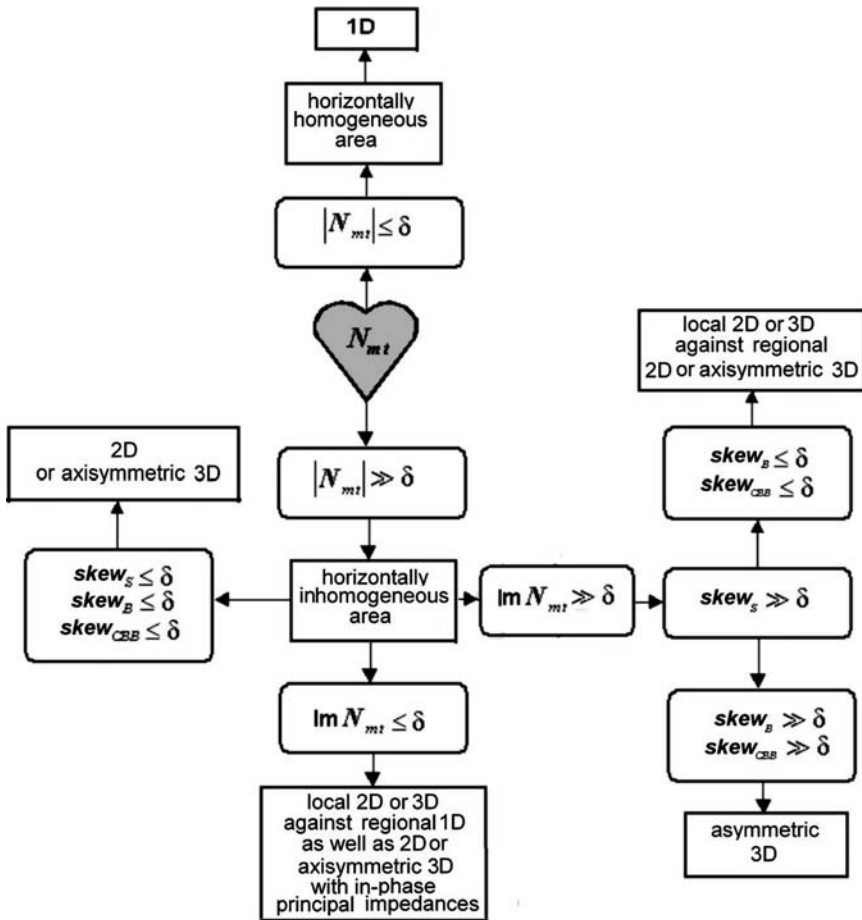 1D
horizontally
homogeneous
area
|N_mt| ≤ δ
N_mt
|N_mt| ≫ δ
2D
or axisymmetric 3D
skew_S ≤ δ
skew_B ≤ δ
skew_CBB ≤ δ
horizontally
inhomogeneous
area
Im N_mt ≫ δ
skew_S ≫ δ
local 2D or 3D
against regional
2D or axisymmetric 3D
skew_B ≤ δ
skew_CBB ≤ δ
skew_B ≫ δ
skew_CBB ≫ δ
asymmetric
3D
Im N_mt ≤ δ
local 2D or 3D
against regional 1D
as well as 2D or
axisymmetric 3D
with in-phase
principal impedances